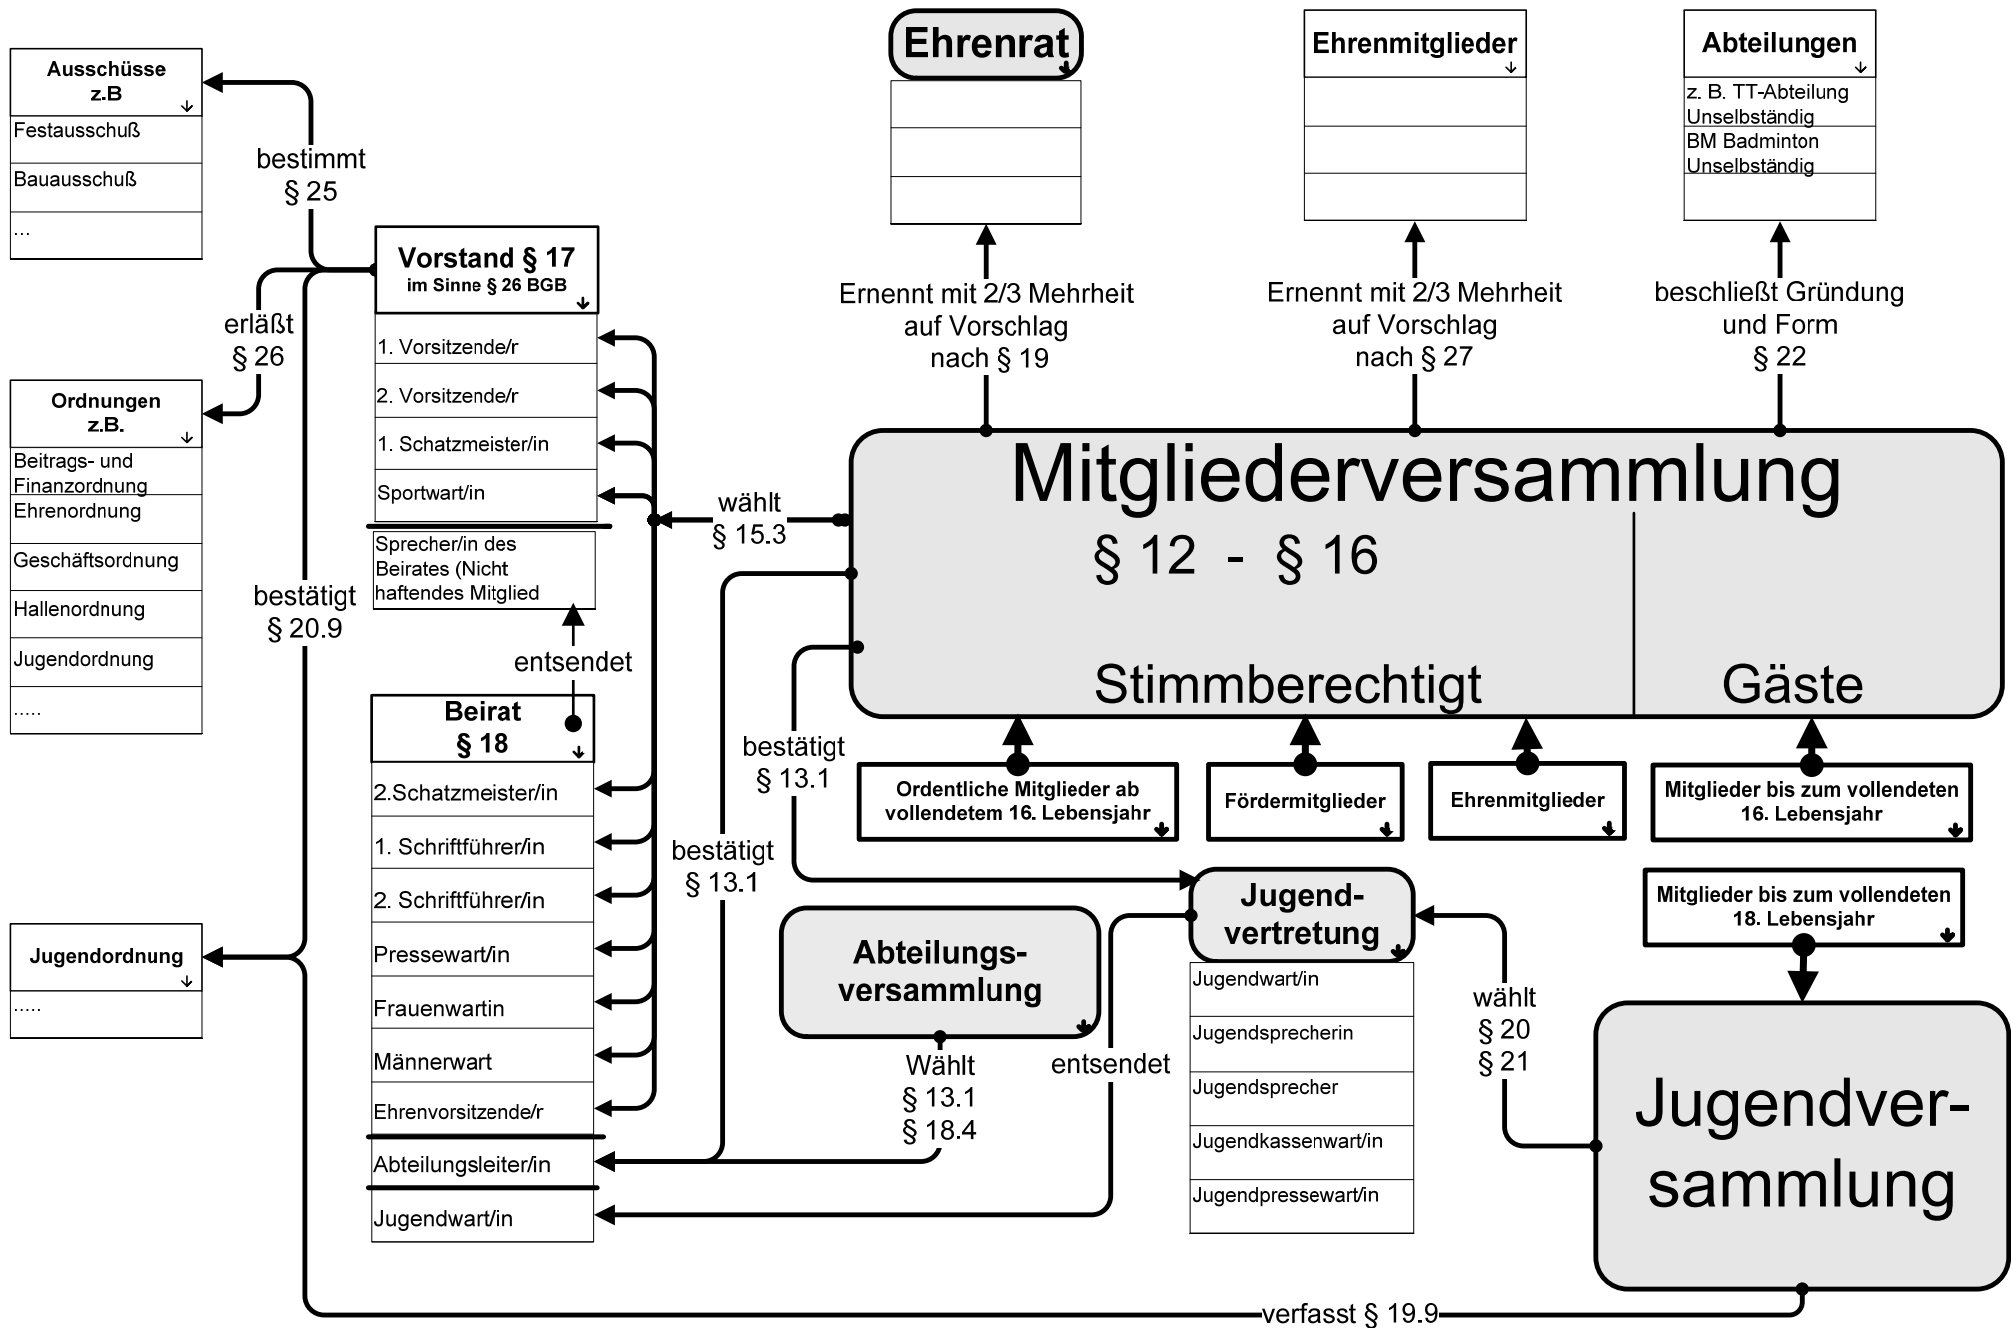 Ehrenrat
Ehrenmitglieder
Abteilungen
z. B. TT-Abteilung
Unselbständig
BM Badminton
Unselbständig
Ausschüsse
z.B
Festausschuß
Bauausschuß
...
bestimmt
§ 25
Vorstand § 17
im Sinne § 26 BGB
1. Vorsitzende/r
2. Vorsitzende/r
1. Schatzmeister/in
Sportwart/in
Sprecher/in des
Beirates (Nicht
haftendes Mitglied
erläßt
§ 26
Ordnungen
z.B.
Beitrags- und
Finanzordnung
Ehrenordnung
Geschäftsordnung
Hallenordnung
Jugendordnung
.....
bestätigt
§ 20.9
Ernennt mit 2/3 Mehrheit
auf Vorschlag
nach § 19
Ernennt mit 2/3 Mehrheit
auf Vorschlag
nach § 27
beschließt Gründung
und Form
§ 22
Mitgliederversammlung
§ 12 - § 16
Stimmberechtigt
Gäste
wählt
§ 15.3
entsendet
Beirat
§ 18
2.Schatzmeister/in
1. Schriftführer/in
2. Schriftführer/in
Pressewart/in
Frauenwartin
Männerwart
Ehrenvorsitzende/r
Abteilungsleiter/in
Jugendwart/in
bestätigt
§ 13.1
bestätigt
§ 13.1
Ordentliche Mitglieder ab
vollendetem 16. Lebensjahr
Fördermitglieder
Ehrenmitglieder
Mitglieder bis zum vollendeten
16. Lebensjahr
Mitglieder bis zum vollendeten
18. Lebensjahr
Jugendordnung
.....
Abteilungs-
versammlung
Wählt
§ 13.1
§ 18.4
entsendet
Jugend-
vertretung
Jugendwart/in
Jugendsprecherin
Jugendsprecher
Jugendkassenwart/in
Jugendpressewart/in
wählt
§ 20
§ 21
Jugendver-
sammlung
verfasst § 19.9